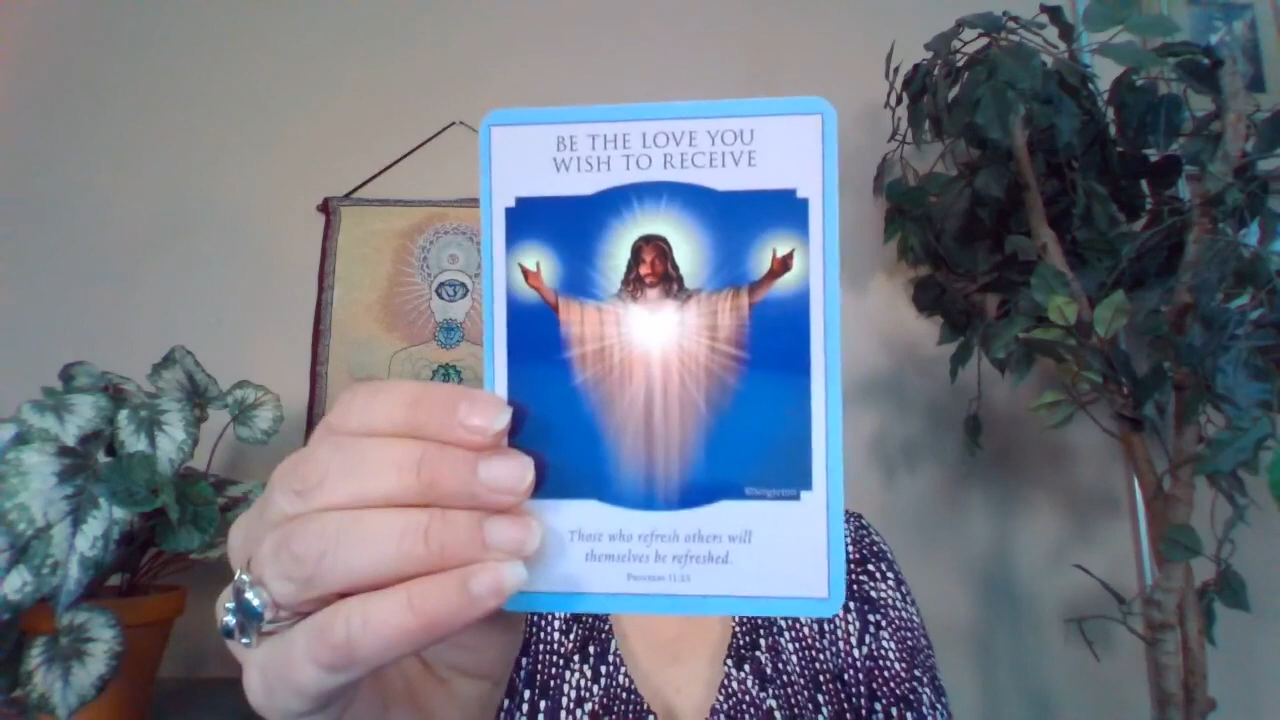 BE THE LOVE YOU
WISH TO RECEIVE
Those who refresh others will
themselves be refreshed.
Proverbs 11:25